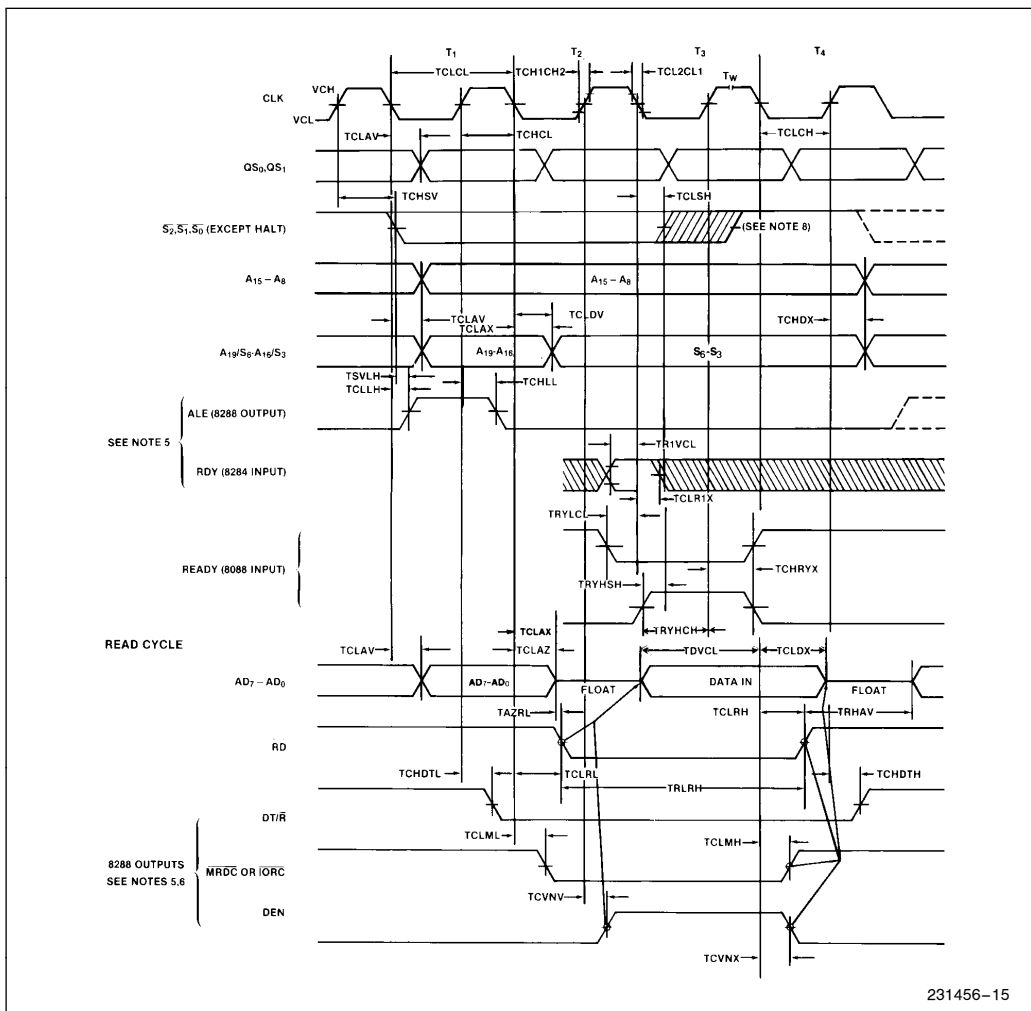 T1 T2 T3 T4
TCLCL TCH1CH2 TCL2CL1
TW
VCH
CLK
VCL
TCLAV TCHCL TCLCH
QS0,QS1
TCHSV TCLSH
S2,S1,S0 (EXCEPT HALT) (SEE NOTE 8)
A15 – A8 A15 – A8
TCLAV TCLDV TCHDX
TCLAX
A19/S6-A16/S3 A19-A16 S6-S3
TSVLH
TCLLH TCHLL
ALE (8288 OUTPUT)
SEE NOTE 5
TR1VCL
RDY (8284 INPUT)
TCLR1X
TRYLCL
READY (8088 INPUT) TCHRYX
TRYHSH
TRYHCH
READ CYCLE
TCLAX
TCLAV TCLAZ TDVCL TCLDX
AD7 – AD0 AD7-AD0 FLOAT DATA IN FLOAT
TAZRL TCLRH TRHAV
RD
TCHDTL TCLRL TRLRH TCHDTH
DT/R
TCLML TCLMH
8288 OUTPUTS
SEE NOTES 5,6
MRDC OR IORC
TCVNV
DEN
TCVNX
231456–15